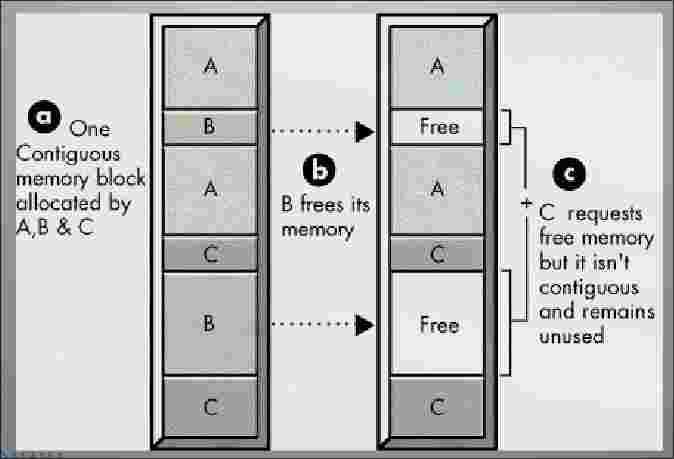 a One
Contiguous
memory block
allocated by
A,B & C
A
B
A
C
B
C
b
B frees its
memory
A
Free
A
C
Free
C
c
+
C requests
free memory
but it isn't
contiguous
and remains
unused